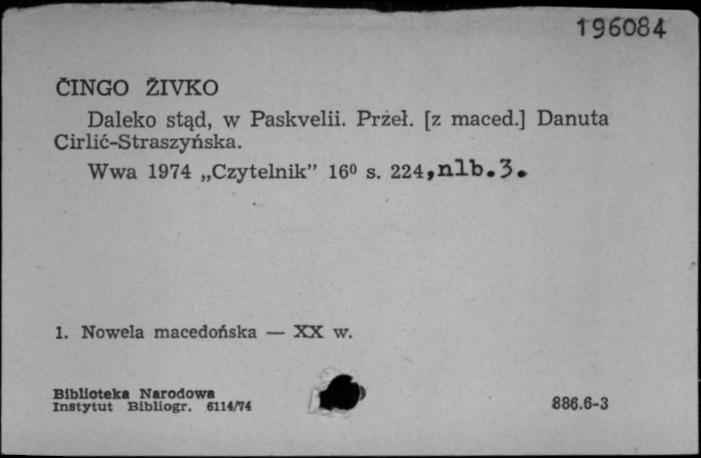 196084
ČINGO ŽIVKO
Daleko stąd, w Paskvelii. Przeł. [z maced.] Danuta
Cirlić-Straszyńska.
Wwa 1974 „Czytelnik” 16⁰ s. 224,nlb.3.
1. Nowela macedońska — XX w.
Biblioteka Narodowa
Instytut Bibliogr. 6114/74
886.6-3